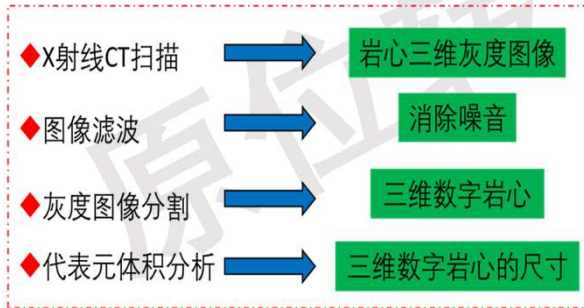 ◆X射线CT扫描 岩心三维灰度图像
◆图像滤波 消除噪音
◆灰度图像分割 三维数字岩心
◆代表元体积分析 三维数字岩心的尺寸
原位